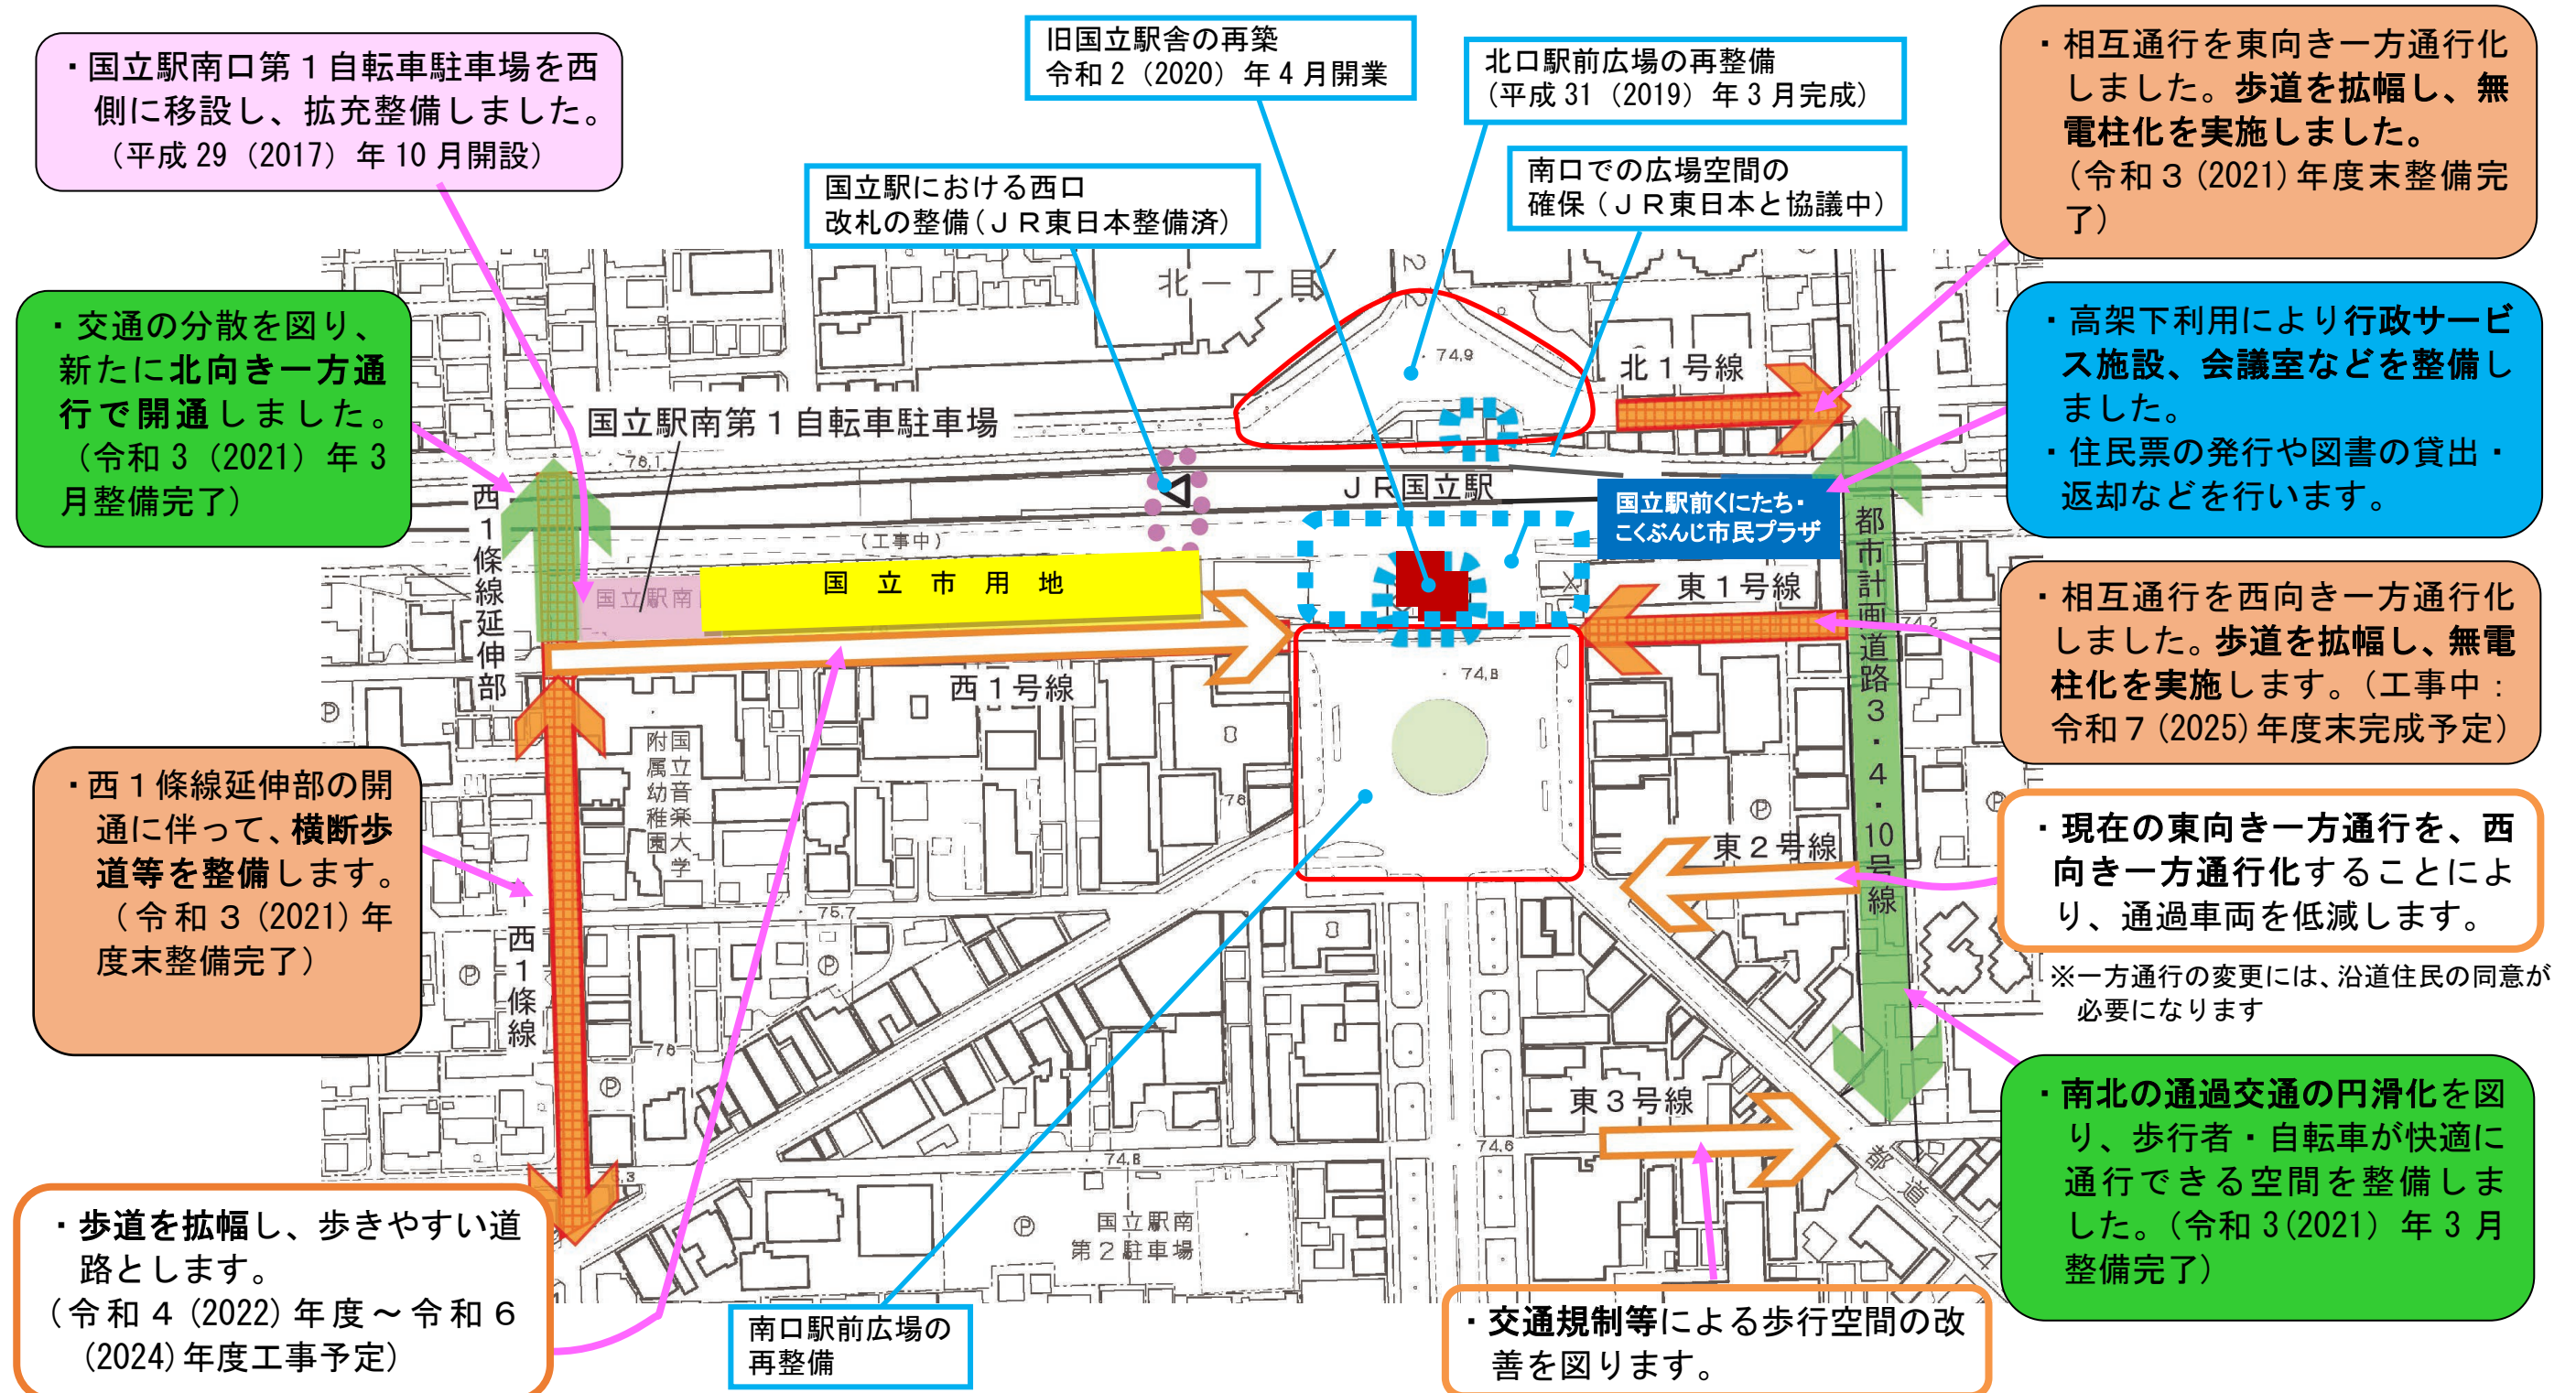 ・国立駅南口第１自転車駐車場を西
側に移設し、拡充整備しました。
（平成 29（2017）年 10 月開設）
旧国立駅舎の再築
令和 2（2020）年 4 月開業
北口駅前広場の再整備
(平成 31（2019）年 3 月完成)
国立駅における西口
改札の整備(ＪＲ東日本整備済)
南口での広場空間の
確保（ＪＲ東日本と協議中)
・相互通行を東向き一方通行化
しました。歩道を拡幅し、無
電柱化を実施しました。
（令和３(2021)年度末整備完
了）
・交通の分散を図り、
新たに北向き一方通
行で開通しました。
（令和 3（2021）年 3
月整備完了）
・高架下利用により行政サービ
ス施設、会議室などを整備し
ました。
・住民票の発行や図書の貸出・
返却などを行います。
北一丁目
22
74.9
北１号線
国立駅南第１自転車駐車場
76.1
ＪＲ国立駅
国立駅前くにたち・
こくぶんじ市民プラザ
西１條線延伸部
（工事中）
国立駅南
国立市用地
東１号線
都市計画道路３・４・10号線
74.2
西１号線
74.8
・相互通行を西向き一方通行化
しました。歩道を拡幅し、無電
柱化を実施します。（工事中：
令和７(2025)年度末完成予定）
国立音楽大学
附属幼稚園
76
Ⓟ
Ⓟ
Ⓟ
・西１條線延伸部の開
通に伴って、横断歩
道等を整備します。
（令和３(2021)年
度末整備完了）
東２号線
・現在の東向き一方通行を、西
向き一方通行化することによ
り、通過車両を低減します。
※一方通行の変更には、沿道住民の同意が
必要になります
75.7
Ⓟ
Ⓟ
西１條線
76
Ⓟ
東３号線
74.8
74.6
都道
14
・南北の通過交通の円滑化を図
り、歩行者・自転車が快適に
通行できる空間を整備しま
した。（令和 3(2021）年 3 月
整備完了）
Ⓟ
国立駅南
第２駐車場
・歩道を拡幅し、歩きやすい道
路とします。
（令和４(2022)年度～令和６
(2024)年度工事予定）
南口駅前広場の
再整備
・交通規制等による歩行空間の改
善を図ります。